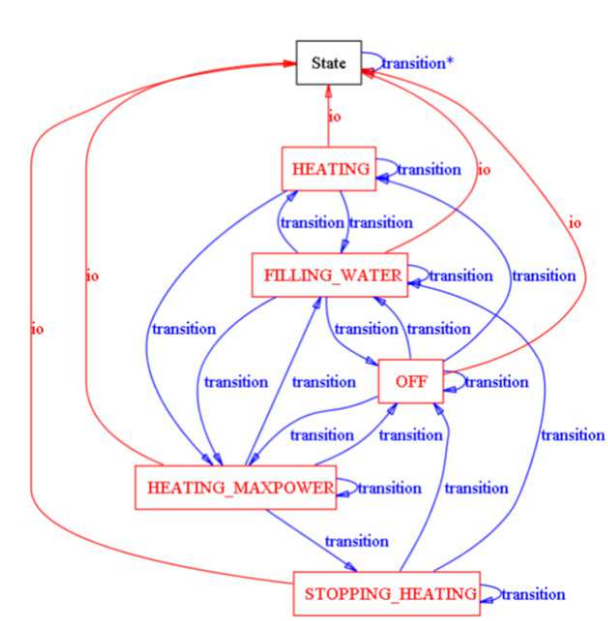 State
transition*
io
HEATING
transition
io
transition
transition
io
FILLING_WATER
transition
transition
io
io
transition
transition
transition
OFF
transition
transition
transition
transition
transition
HEATING_MAXPOWER
transition
transition
transition
transition
STOPPING_HEATING
transition